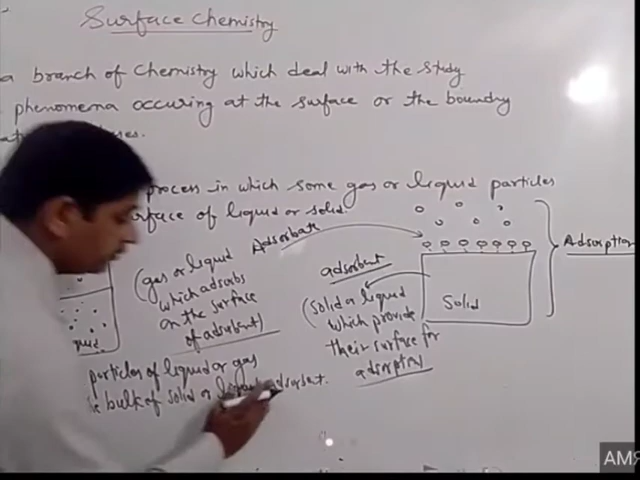 Surface Chemistry
a branch of Chemistry which deal with the study
phenomena occuring at the surface or the boundry
process in which some gas or liquid particles
surface of liquid or solid.
Adsorbate
(gas or liquid
which adsorbs
on the surface
of adsorbent)
adsorbent
(solid or liquid
which provide
their surface for
adsorption
Solid
Adsorption
particles of liquid or gas
bulk of solid or liquid adsorbent.